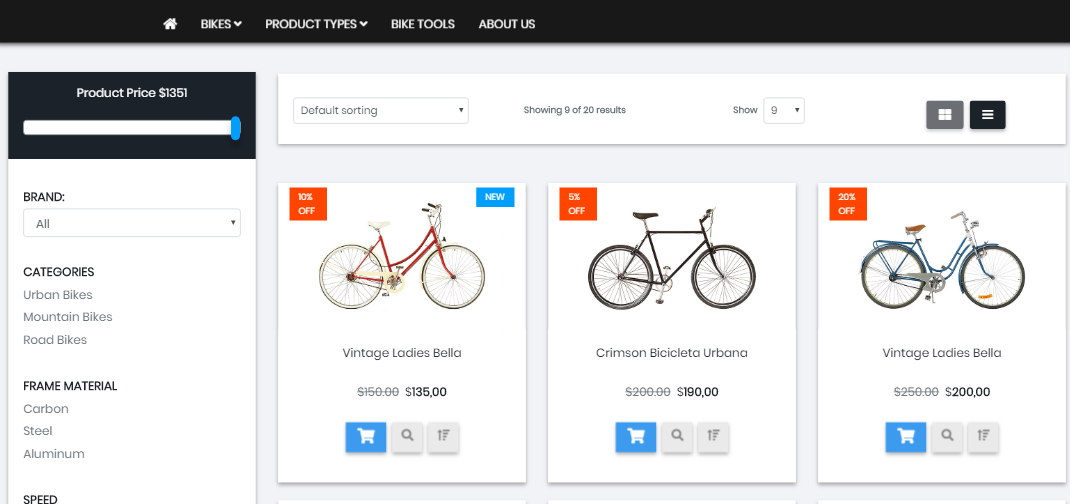 BIKES
PRODUCT TYPES
BIKE TOOLS
ABOUT US
Product Price $1351
BRAND:
All
CATEGORIES
Urban Bikes
Mountain Bikes
Road Bikes
FRAME MATERIAL
Carbon
Steel
Aluminum
SPEED
Default sorting
Showing 9 of 20 results
Show
9
10%
OFF
NEW
Vintage Ladies Bella
$150.00 $135,00
5%
OFF
Crimson Bicicleta Urbana
$200.00 $190,00
20%
OFF
Vintage Ladies Bella
$250.00 $200,00